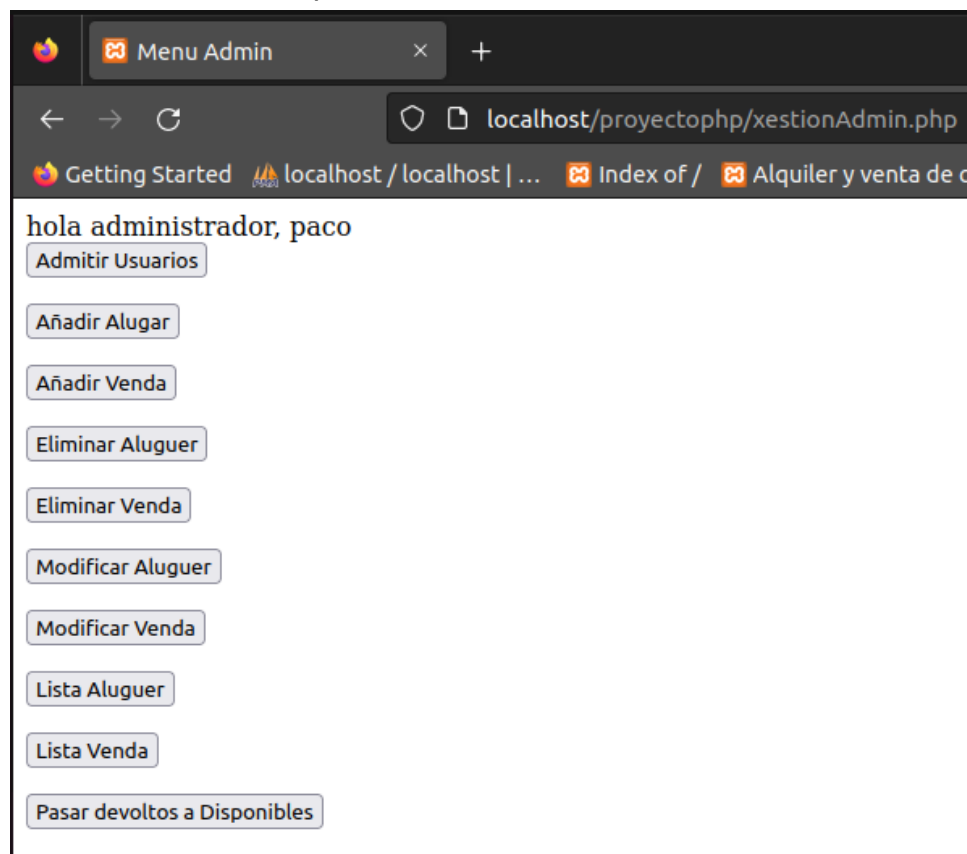 Menu Admin
localhost/proyectophp/xestionAdmin.php
Getting Started localhost / localhost | ... Index of / Alquiler y venta de
hola administrador, paco
Admitir Usuarios
Añadir Alugar
Añadir Venda
Eliminar Aluguer
Eliminar Venda
Modificar Aluguer
Modificar Venda
Lista Aluguer
Lista Venda
Pasar devoltos a Disponibles